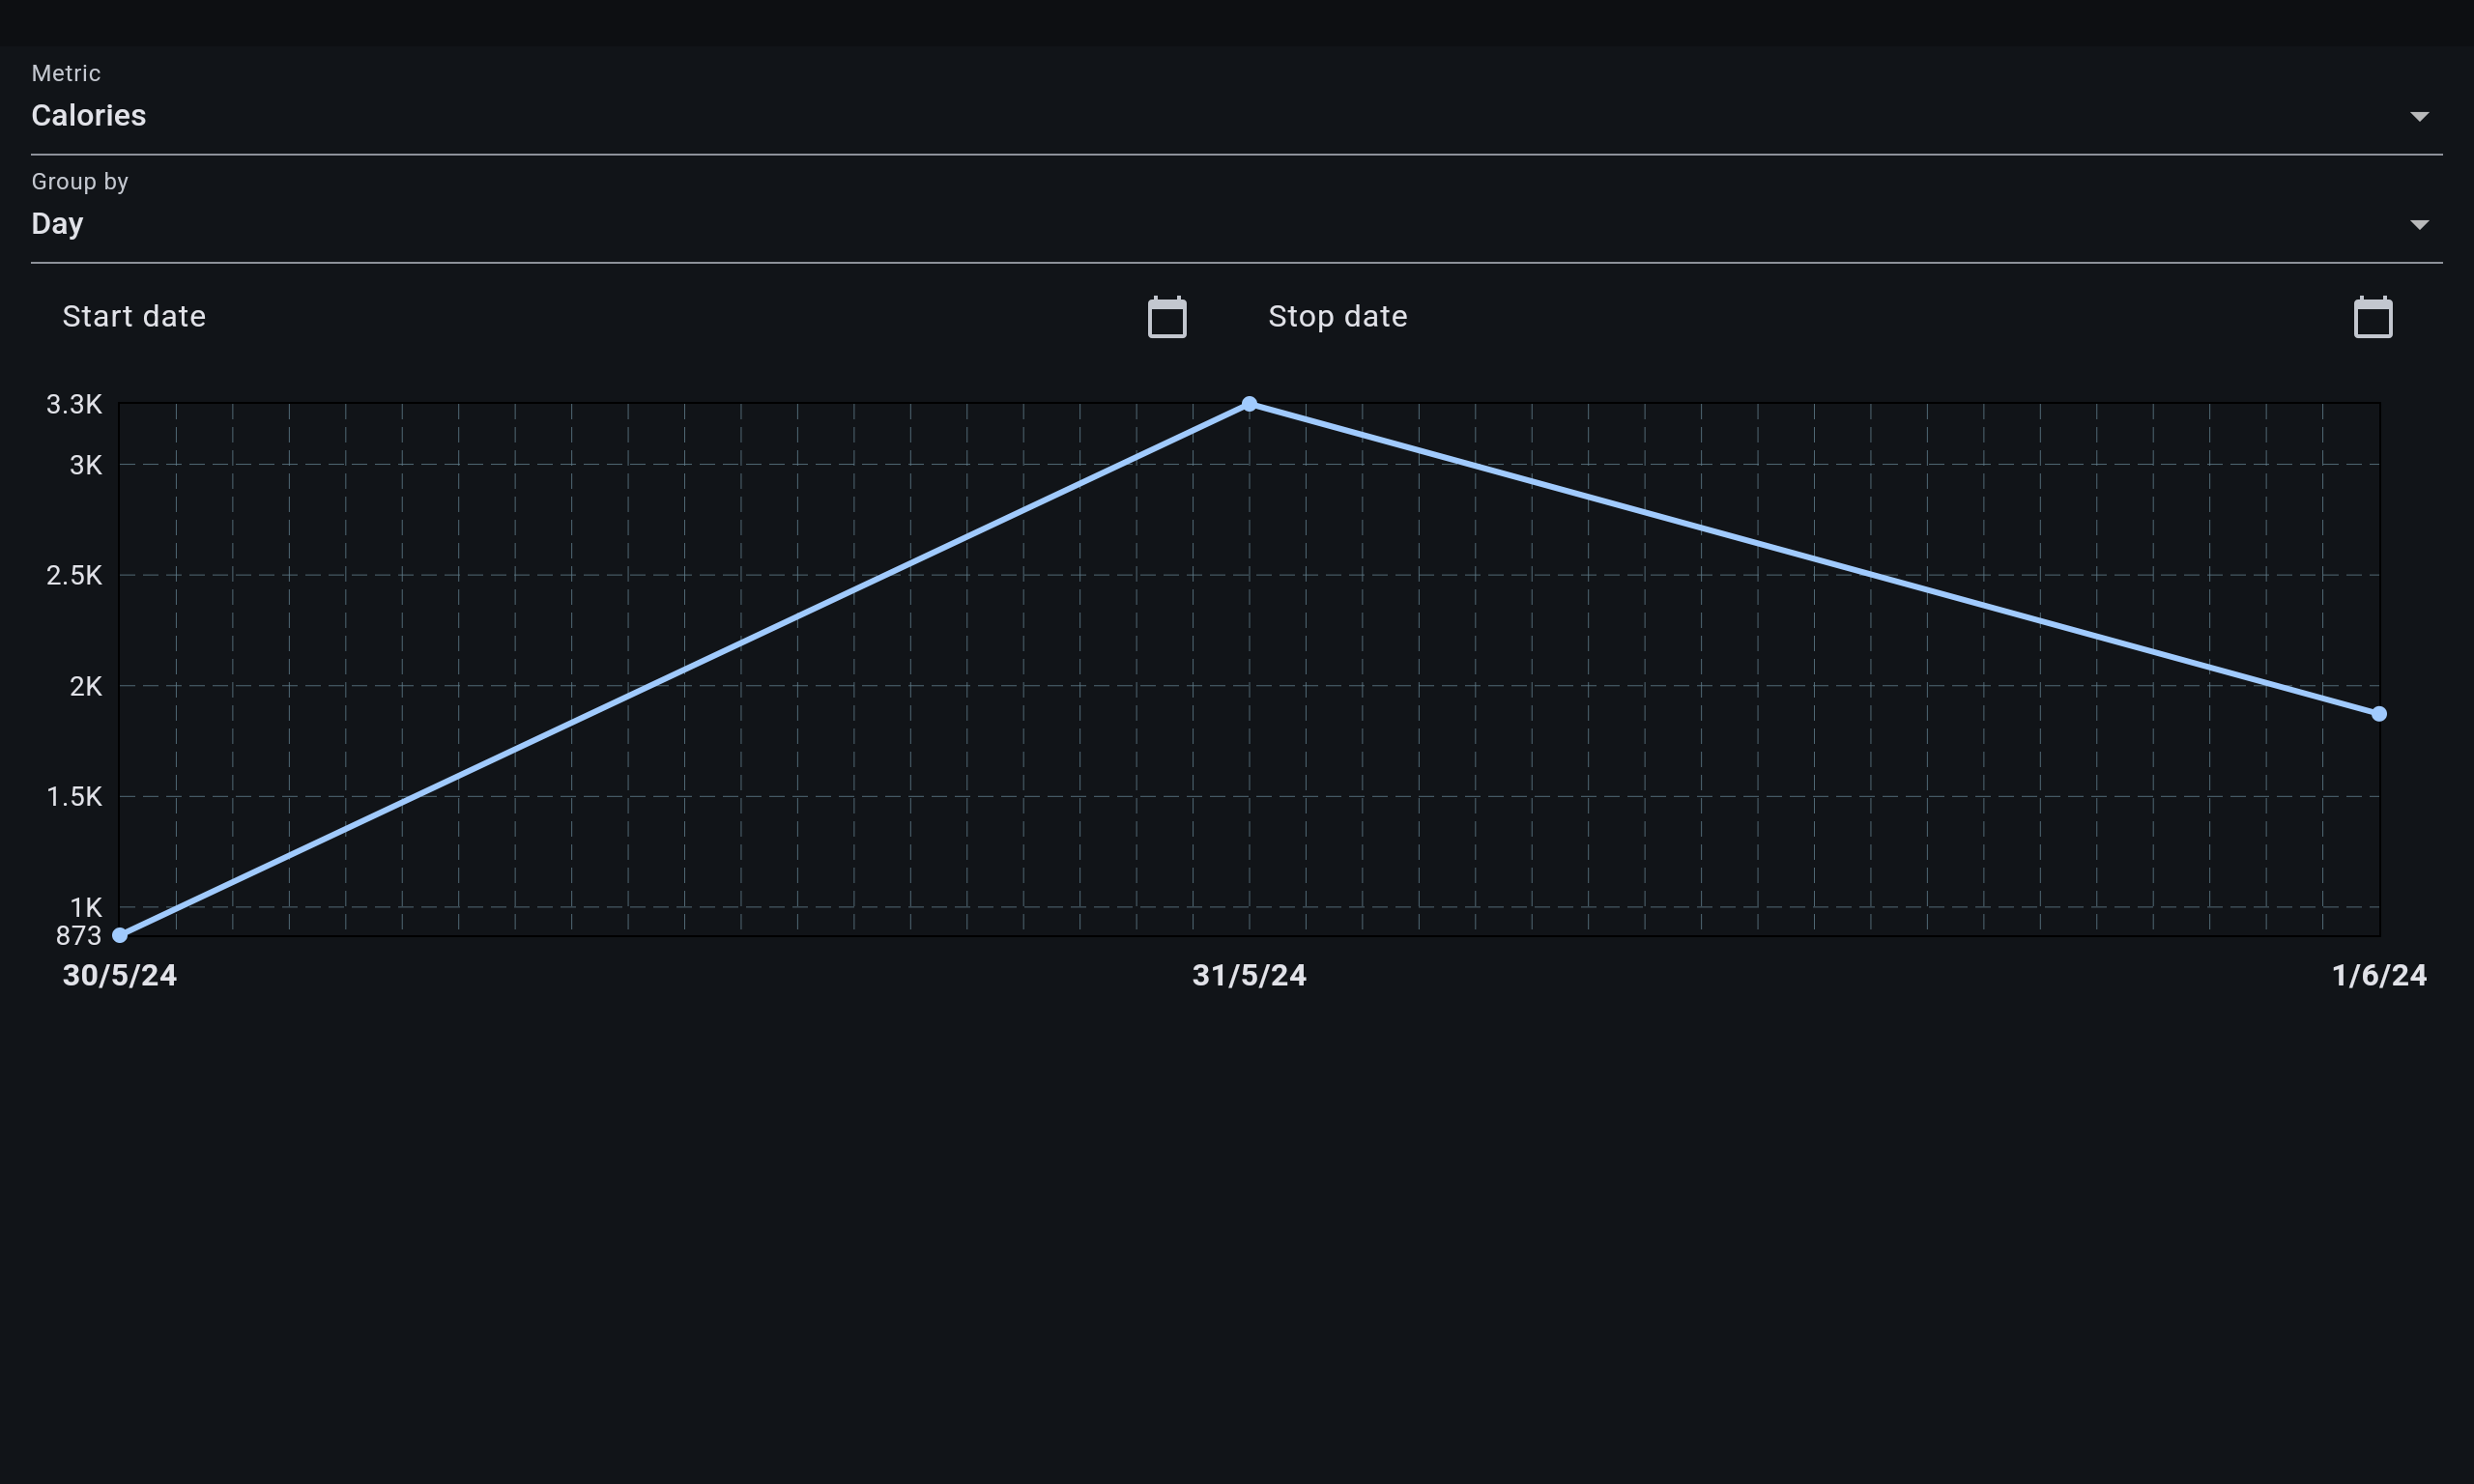 Metric
Calories
Group by
Day
Start date
Stop date
3.3K
3K
2.5K
2K
1.5K
1K
873
30/5/24
31/5/24
1/6/24